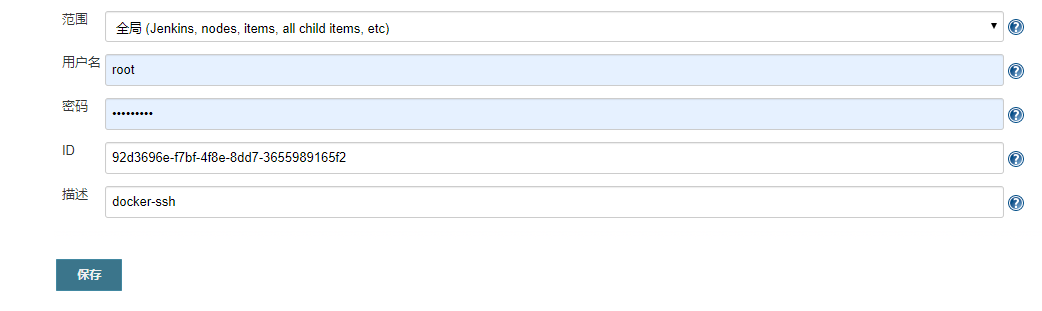 范围
全局 (Jenkins, nodes, items, all child items, etc)
用户名
root
密码
•••••••••
ID
92d3696e-f7bf-4f8e-8dd7-3655989165f2
描述
docker-ssh
保存